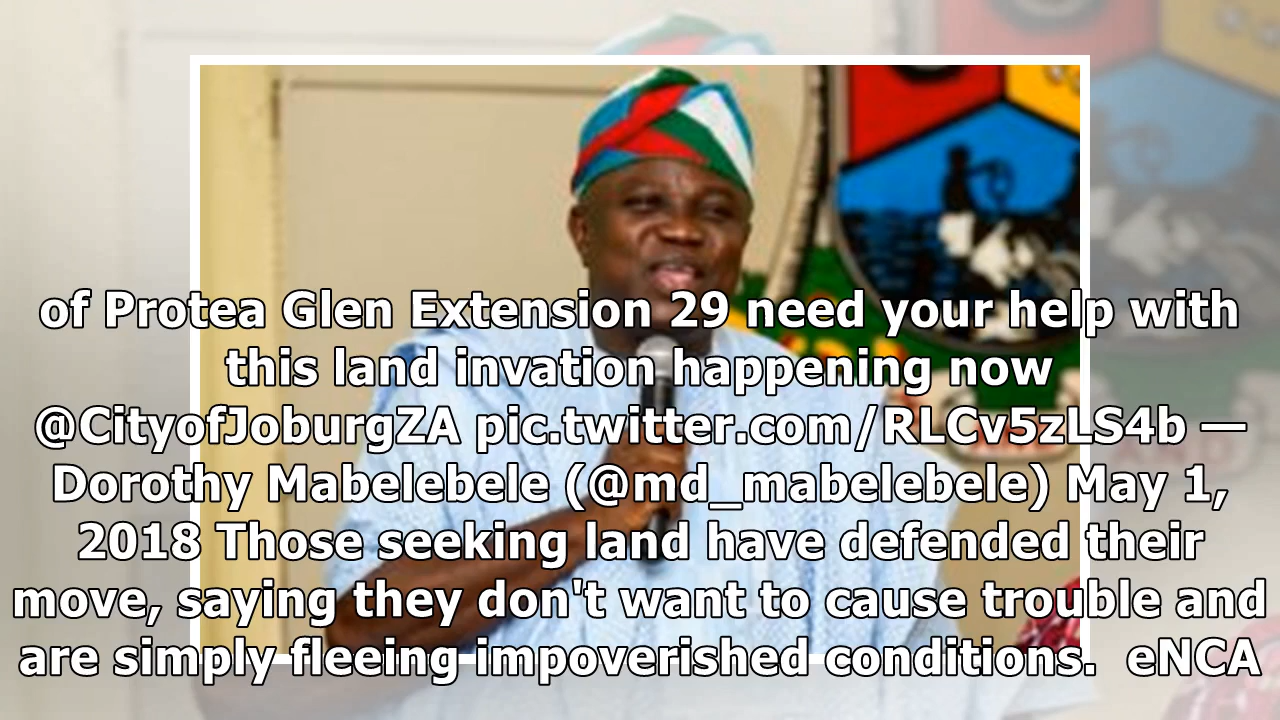 of Protea Glen Extension 29 need your help with
this land invation happening now
@CityofJoburgZA pic.twitter.com/RLCv5zLS4b —
Dorothy Mabelebele (@md_mabelebele) May 1,
2018 Those seeking land have defended their
move, saying they don't want to cause trouble and
are simply fleeing impoverished conditions.  eNCA